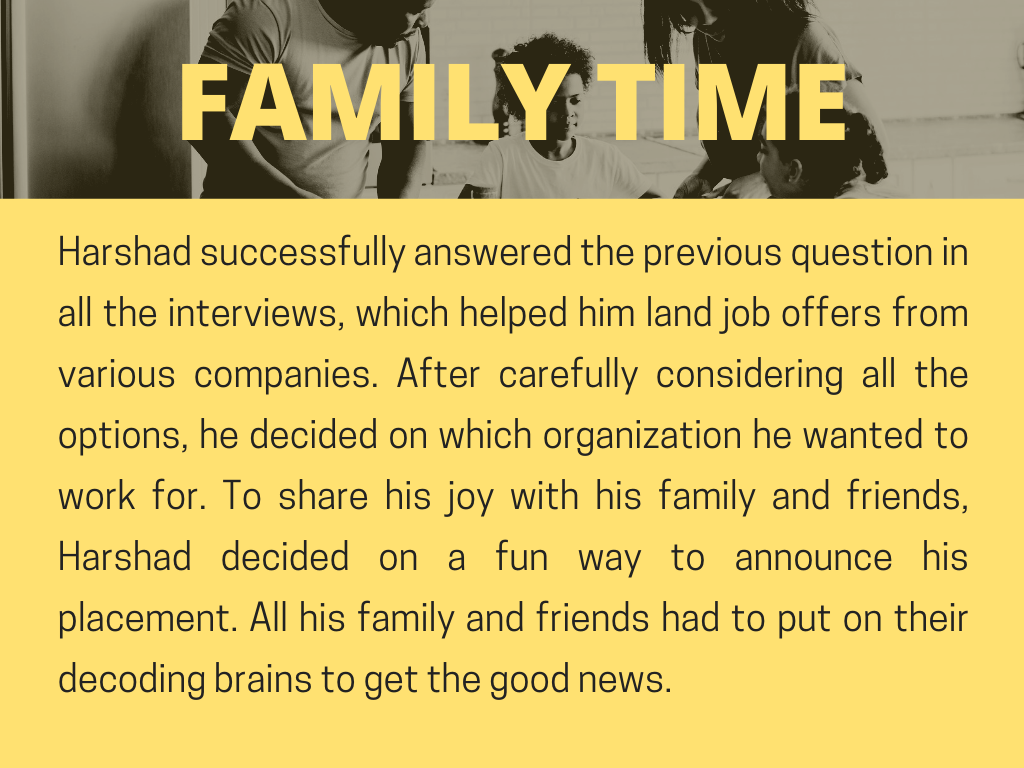 FAMILY TIME
Harshad successfully answered the previous question in
all the interviews, which helped him land job offers from
various companies. After carefully considering all the
options, he decided on which organization he wanted to
work for. To share his joy with his family and friends,
Harshad decided on a fun way to announce his
placement. All his family and friends had to put on their
decoding brains to get the good news.